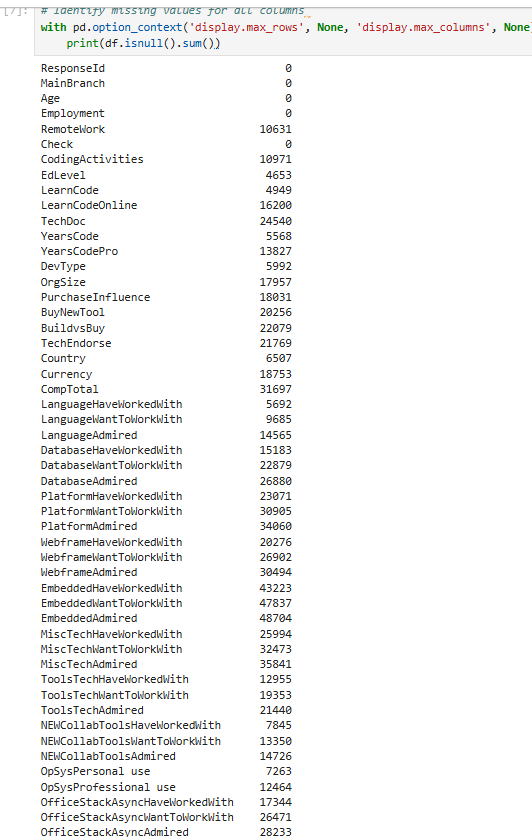 [7]: # Identify missing values for all columns
with pd.option_context('display.max_rows', None, 'display.max_columns', None
print(df.isnull().sum())
ResponseId 0
MainBranch 0
Age 0
Employment 0
RemoteWork 10631
Check 0
CodingActivities 10971
EdLevel 4653
LearnCode 4949
LearnCodeOnline 16200
TechDoc 24540
YearsCode 5568
YearsCodePro 13827
DevType 5992
OrgSize 17957
PurchaseInfluence 18031
BuyNewTool 20256
BuildvsBuy 22079
TechEndorse 21769
Country 6507
Currency 18753
CompTotal 31697
LanguageHaveWorkedWith 5692
LanguageWantToWorkWith 9685
LanguageAdmired 14565
DatabaseHaveWorkedWith 15183
DatabaseWantToWorkWith 22879
DatabaseAdmired 26880
PlatformHaveWorkedWith 23071
PlatformWantToWorkWith 30905
PlatformAdmired 34060
WebframeHaveWorkedWith 20276
WebframeWantToWorkWith 26902
WebframeAdmired 30494
EmbeddedHaveWorkedWith 43223
EmbeddedWantToWorkWith 47837
EmbeddedAdmired 48704
MiscTechHaveWorkedWith 25994
MiscTechWantToWorkWith 32473
MiscTechAdmired 35841
ToolsTechHaveWorkedWith 12955
ToolsTechWantToWorkWith 19353
ToolsTechAdmired 21440
NEWCollabToolsHaveWorkedWith 7845
NEWCollabToolsWantToWorkWith 13350
NEWCollabToolsAdmired 14726
OpSysPersonal use 7263
OpSysProfessional use 12464
OfficeStackAsyncHaveWorkedWith 17344
OfficeStackAsyncWantToWorkWith 26471
OfficeStackAsyncAdmired 28233